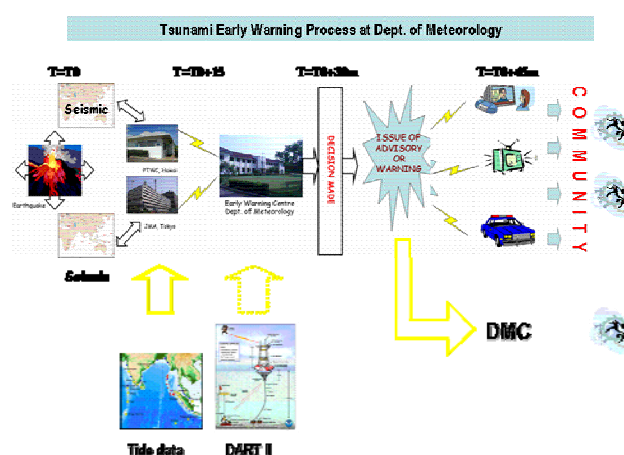 Tsunami Early Warning Process at Dept. of Meteorology
T=T0
T=T0+15
T=T0+30m
T=T0+45m
Seismic
Earthquake
PTWC, Hawaii
JMA, Tokyo
Early Warning Centre
Dept. of Meteorology
DECISION MADE
ISSUE OF
ADVISORY
OR
WARNING
COMMUNITY
Seismic
DMC
Tide data
DART II